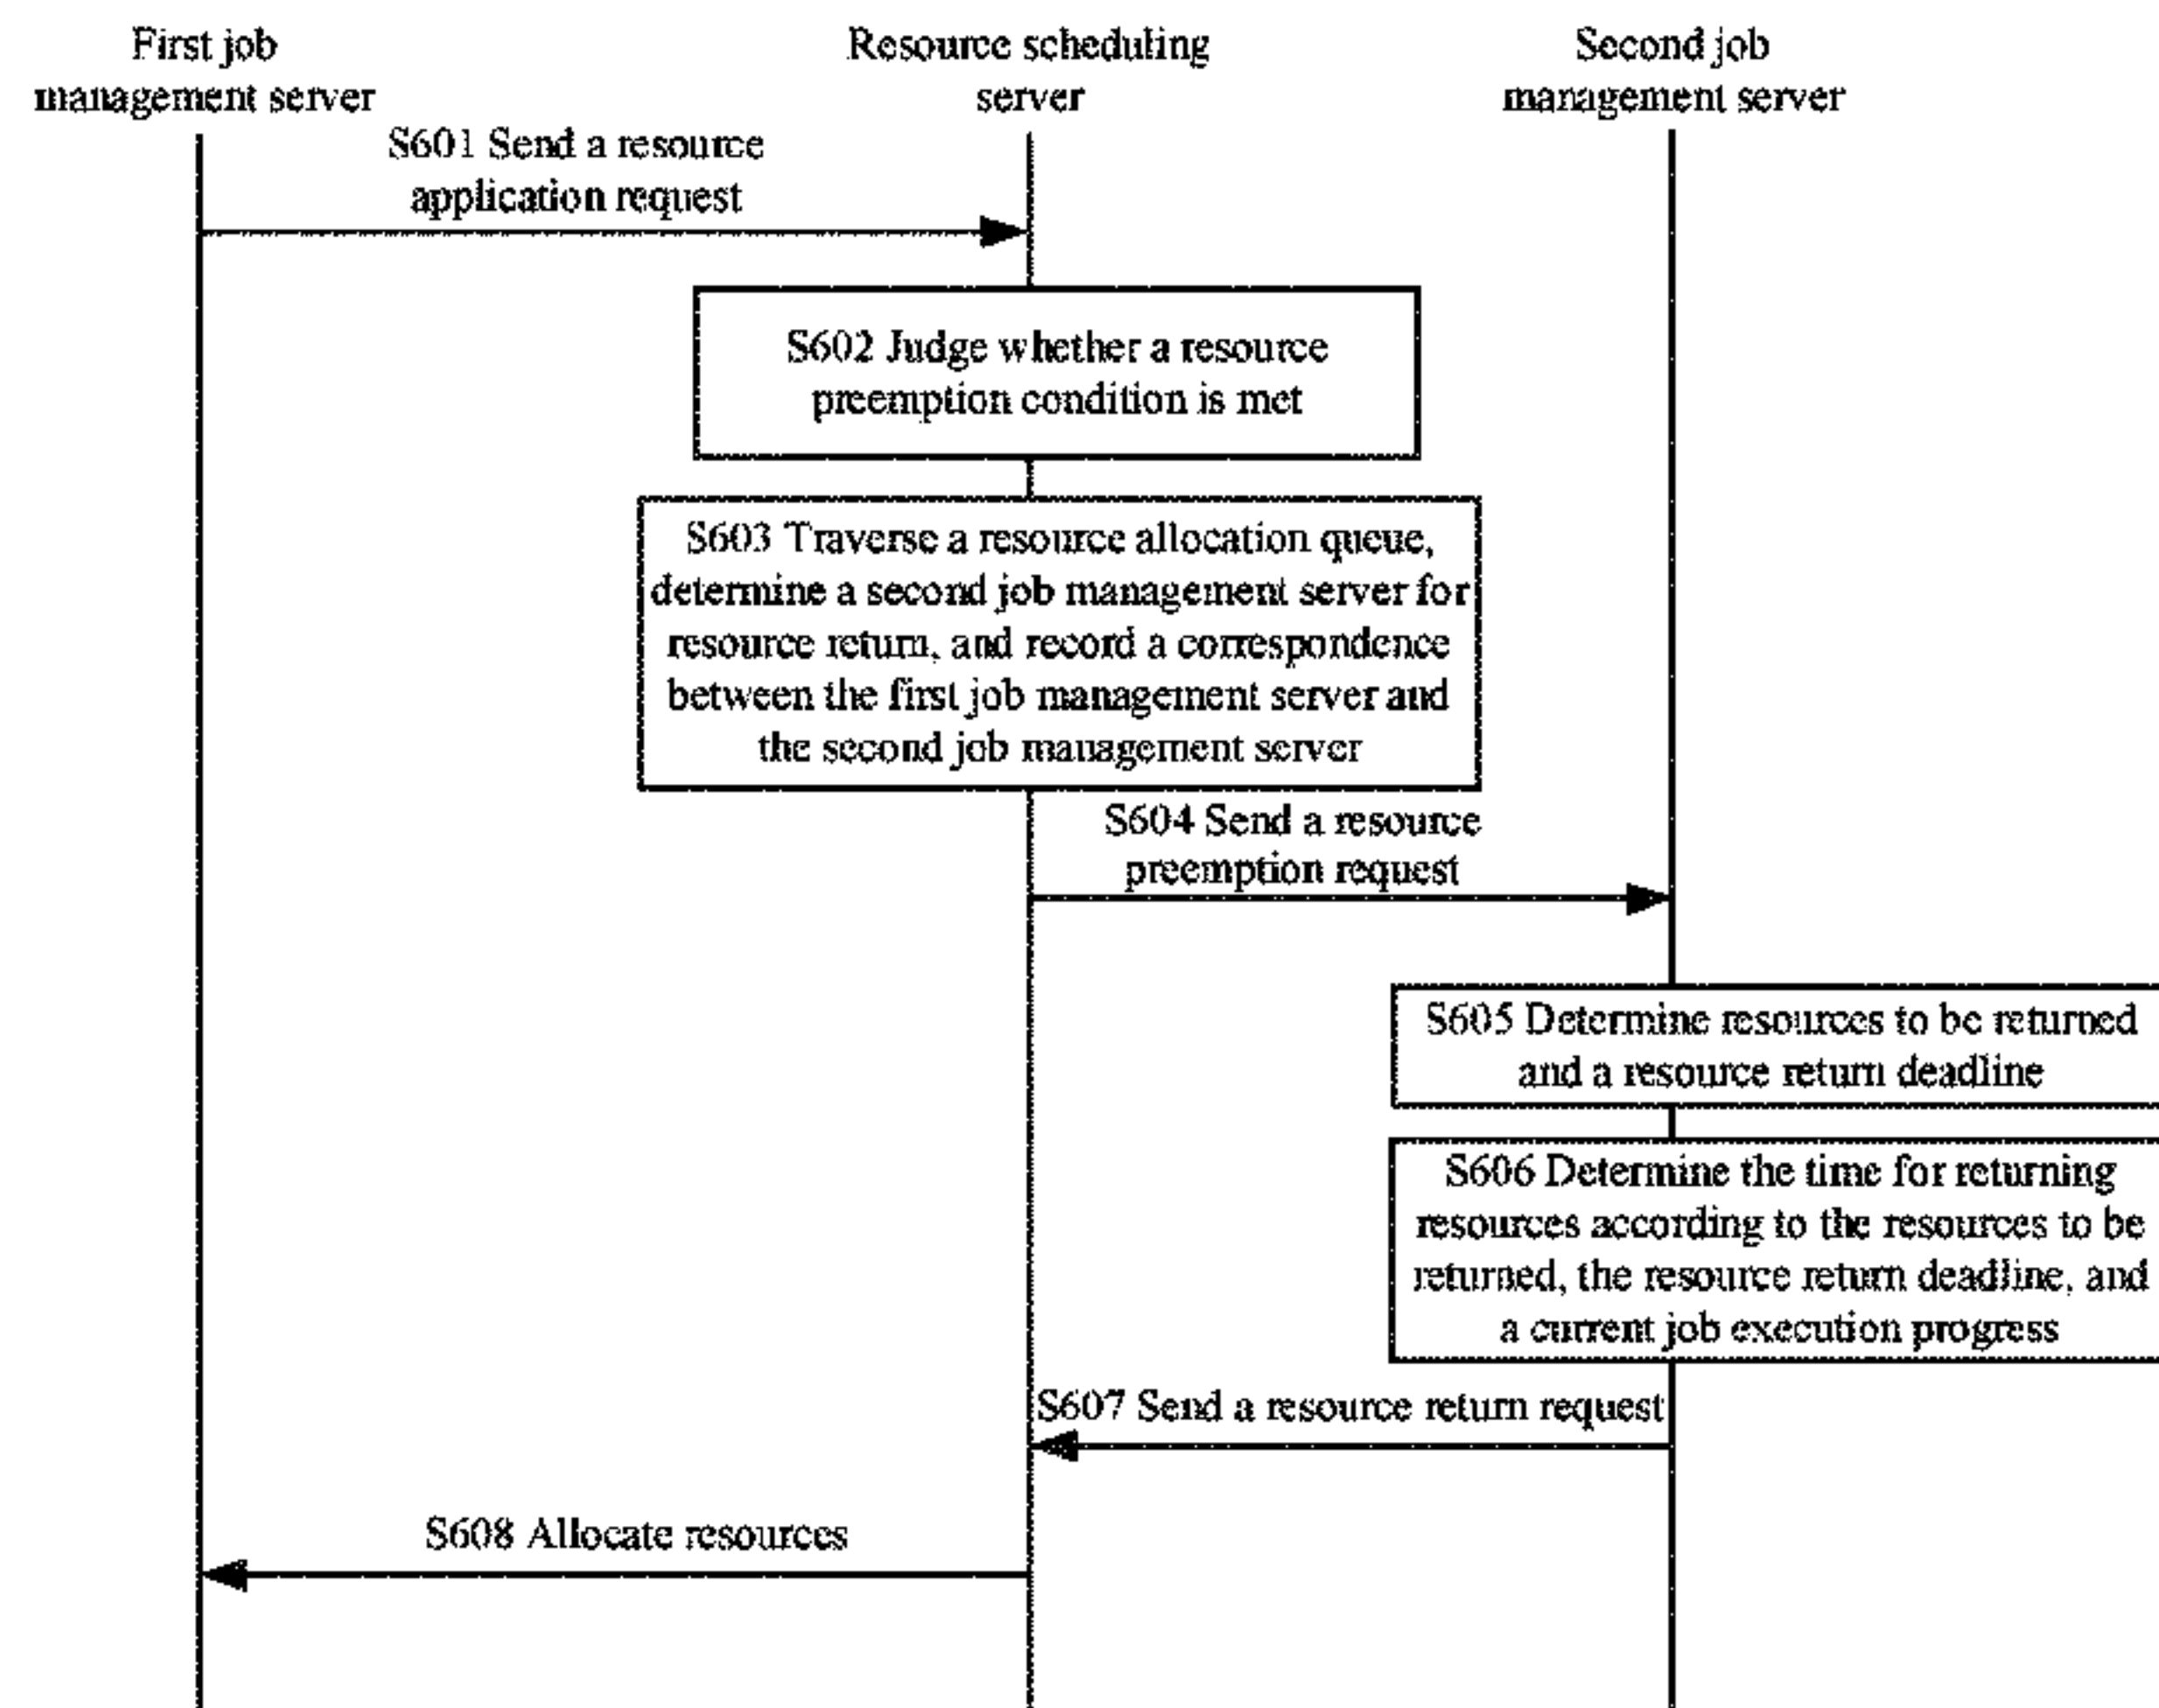 First job
management server
Resource scheduling
server
Second job
management server
S601 Send a resource
application request
S602 Judge whether a resource
preemption condition is met
S603 Traverse a resource allocation queue,
determine a second job management server for
resource return, and record a correspondence
between the first job management server and
the second job management server
S604 Send a resource
preemption request
S605 Determine resources to be returned
and a resource return deadline
S606 Determine the time for returning
resources according to the resources to be
returned, the resource return deadline, and
a current job execution progress
S607 Send a resource return request
S608 Allocate resources